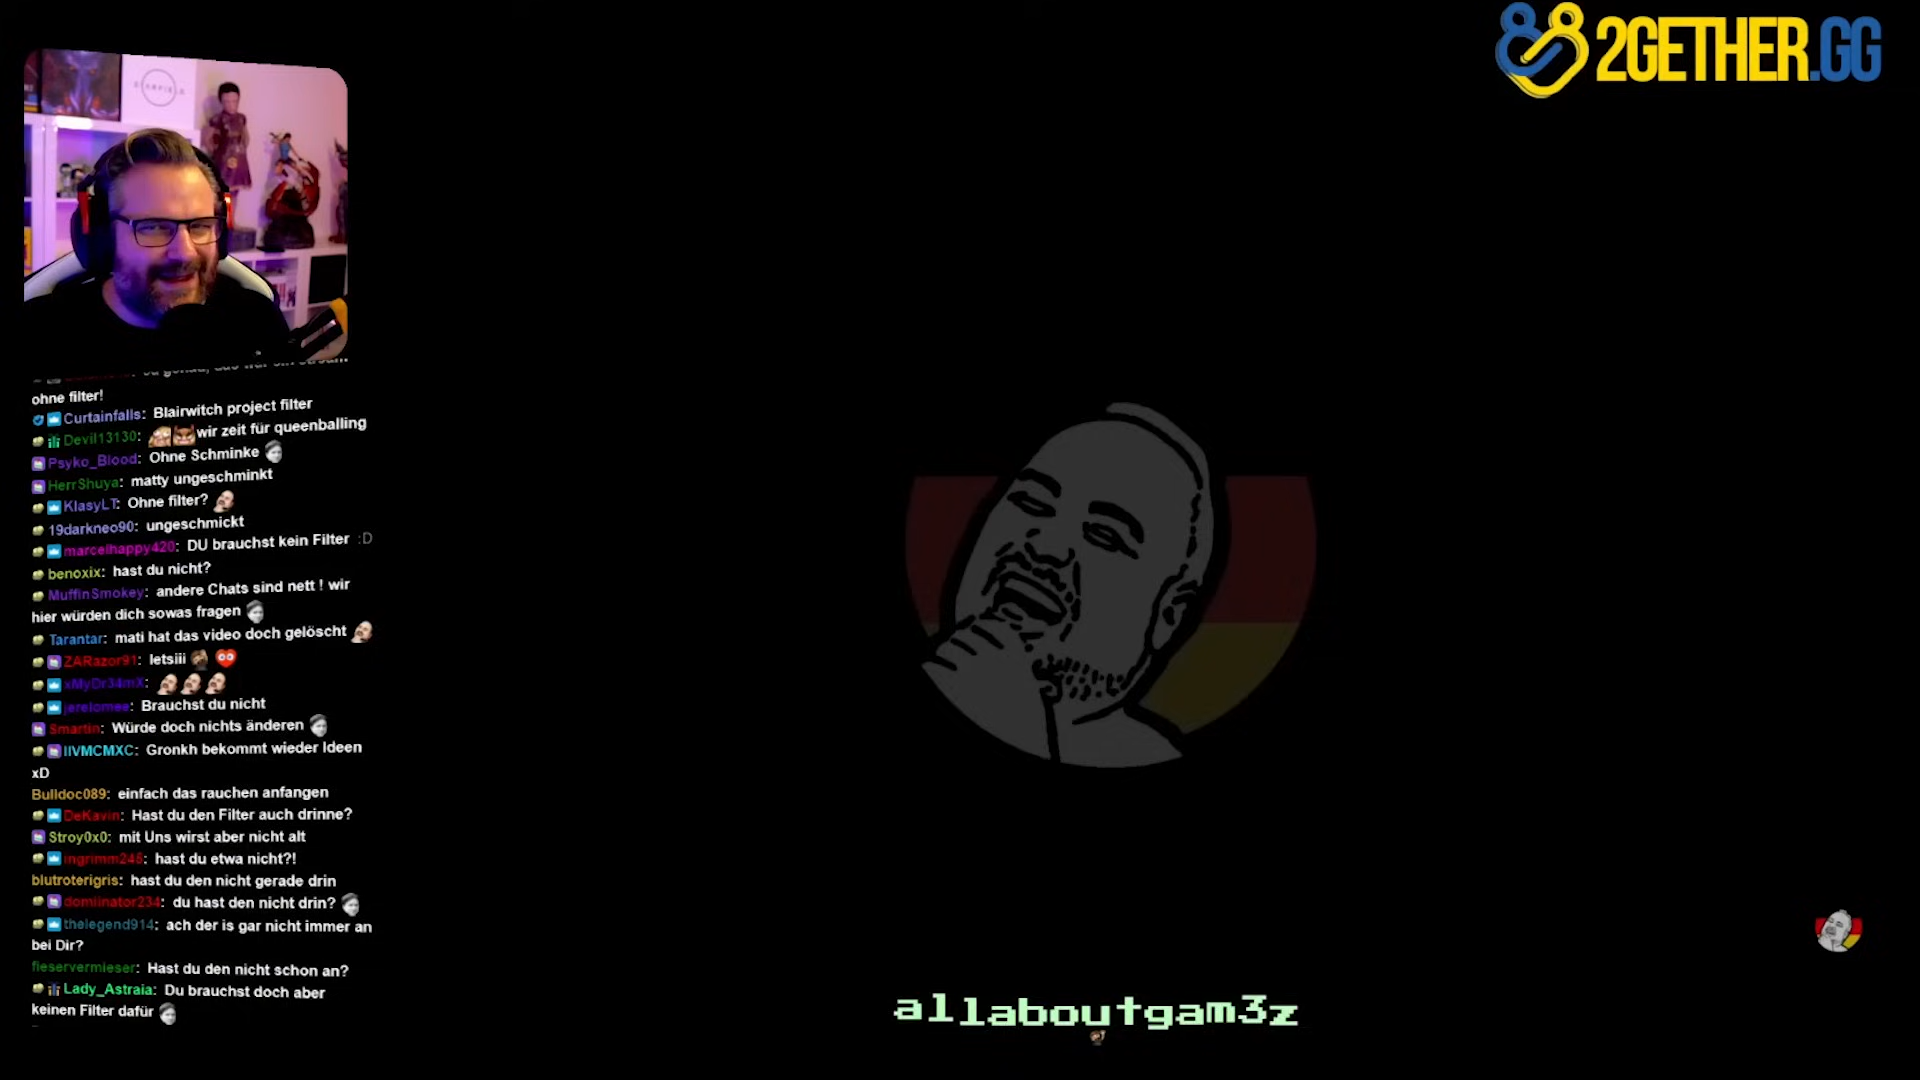 2GETHER.GG
ohne filter!
Curtainfalls: Blairwitch project filter
Devil13130: wir zeit für queenballing
Psyko_Blood: Ohne Schminke
HerrShuya: matty ungeschminkt
KlasyLT: Ohne filter?
19darkneo90: ungeschmickt
marcelhappy420: DU brauchst kein Filter :D
benoxix: hast du nicht?
MuffinSmokey: andere Chats sind nett ! wir
hier würden dich sowas fragen
Tarantar: mati hat das video doch gelöscht
ZARazor91: letsiii
xMyDr34mX:
jerelomee: Brauchst du nicht
Smartin: Würde doch nichts änderen
IIVMCMXC: Gronkh bekommt wieder Ideen
xD
Bulldoc089: einfach das rauchen anfangen
DeKavin: Hast du den Filter auch drinne?
Stroy0x0: mit Uns wirst aber nicht alt
ingrimm246: hast du etwa nicht?!
blutroterigris: hast du den nicht gerade drin
domiinator234: du hast den nicht drin?
thelegend914: ach der is gar nicht immer an
bei Dir?
fieservermieser: Hast du den nicht schon an?
Lady_Astraia: Du brauchst doch aber
keinen Filter dafür
allaboutgam3z